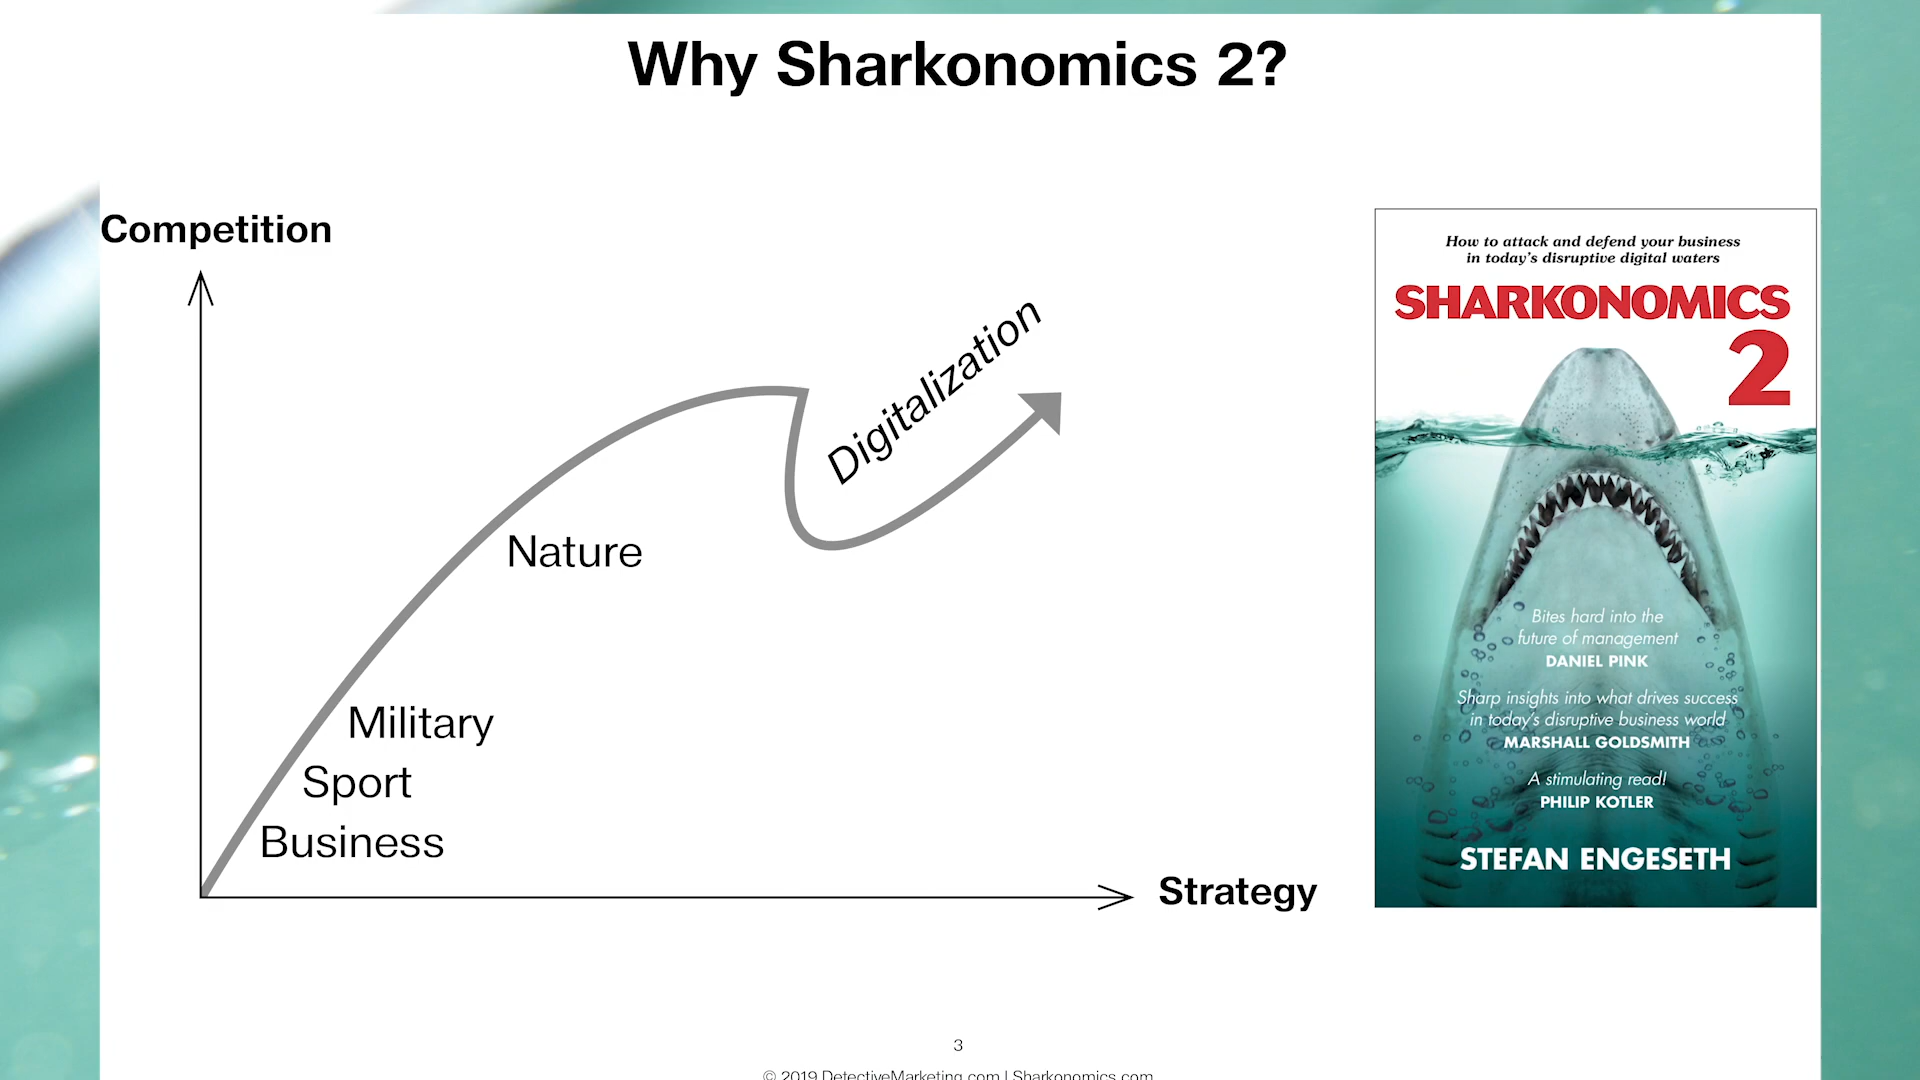 Why Sharkonomics 2?
Competition
Digitalization
Nature
Military
Sport
Business
Strategy
How to attack and defend your business
in today's disruptive digital waters
SHARKONOMICS
2
Bites hard into the
future of management
DANIEL PINK
Sharp insights into what drives success
in today's disruptive business world
MARSHALL GOLDSMITH
A stimulating read!
PHILIP KOTLER
STEFAN ENGESETH
3
© 2019 DetectiveMarketing.com | Sharkonomics.com